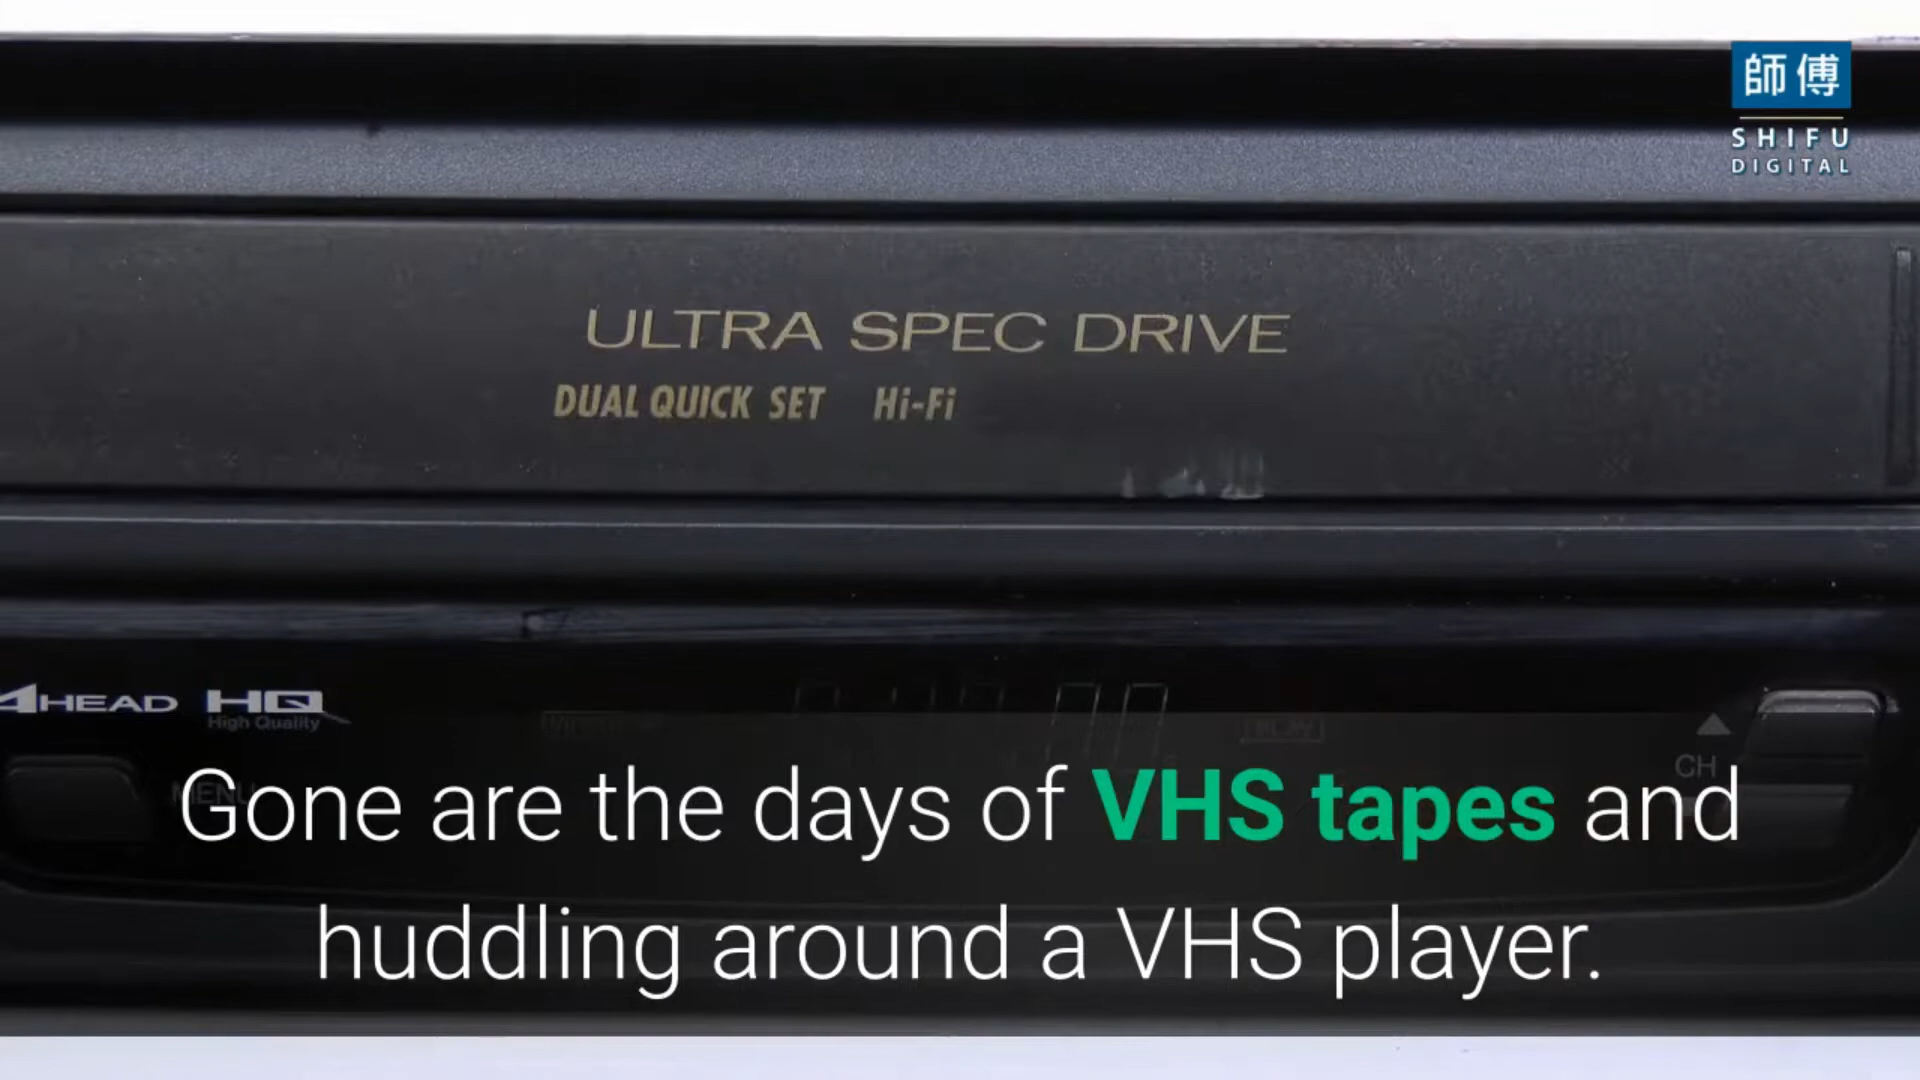 師傅
SHIFU
DIGITAL
ULTRA SPEC DRIVE
DUAL QUICK SET Hi-Fi
4HEAD HQ
High Quality
MENU
CH
Gone are the days of VHS tapes and
huddling around a VHS player.